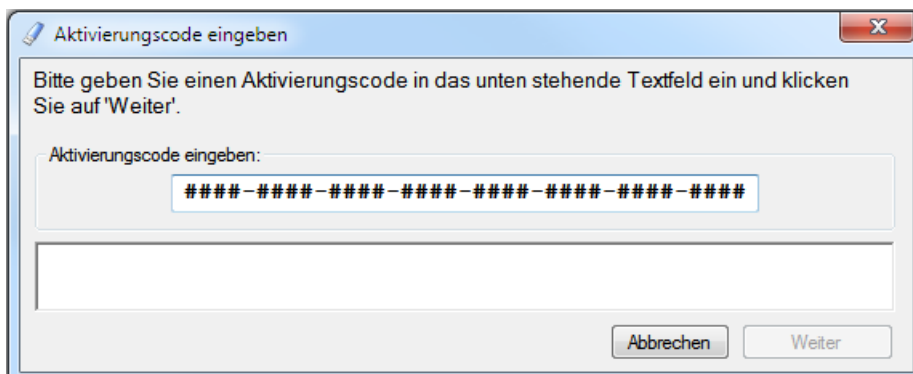 Aktivierungscode eingeben
X
Bitte geben Sie einen Aktivierungscode in das unten stehende Textfeld ein und klicken
Sie auf 'Weiter'.
Aktivierungscode eingeben:
####-####-####-####-####-####-####-####
Abbrechen Weiter